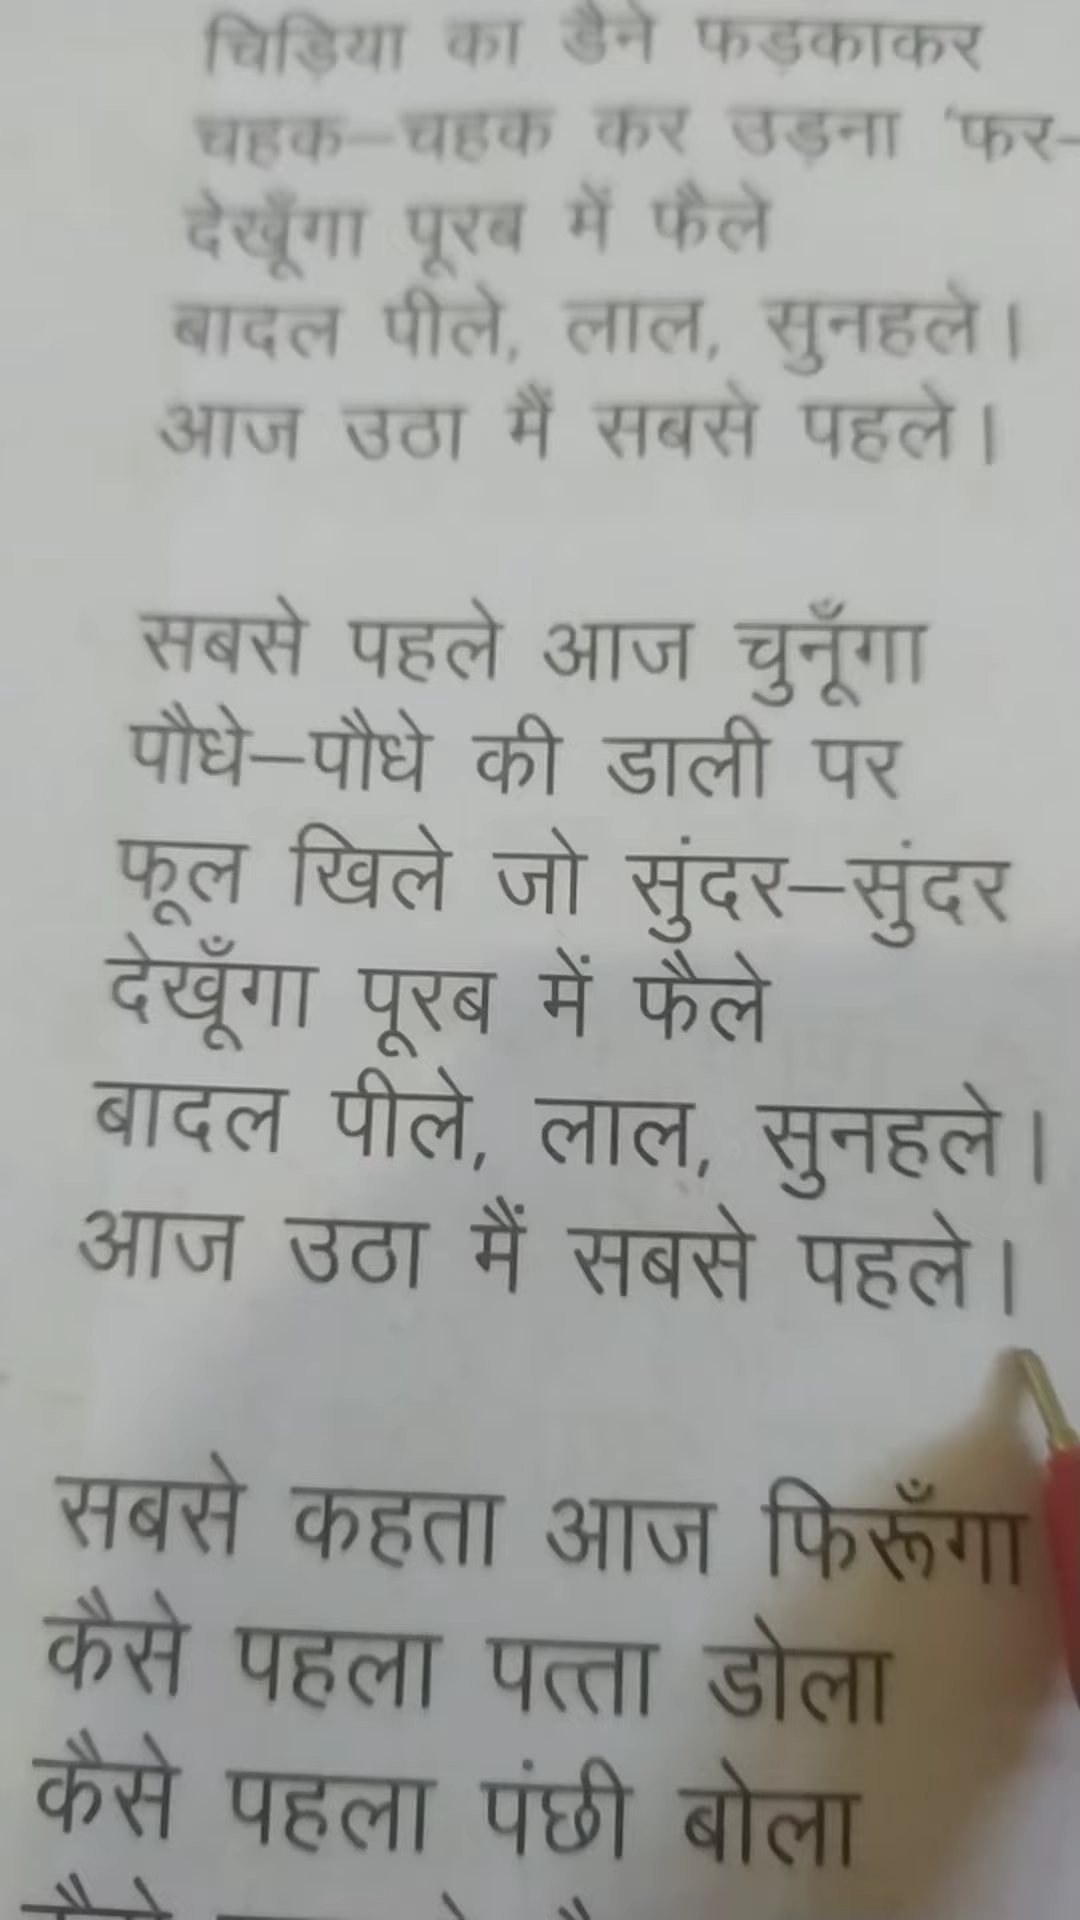 चिड़िया का डैने फड़काकर
चहक–चहक कर उड़ना ‘फर–
देखूँगा पूरब में फैले
बादल पीले, लाल, सुनहले।
आज उठा मैं सबसे पहले।
सबसे पहले आज चुनूँगा
पौधे–पौधे की डाली पर
फूल खिले जो सुंदर–सुंदर
देखूँगा पूरब में फैले
बादल पीले, लाल, सुनहले।
आज उठा मैं सबसे पहले।
सबसे कहता आज फिरूँगा
कैसे पहला पत्ता डोला
कैसे पहला पंछी बोला